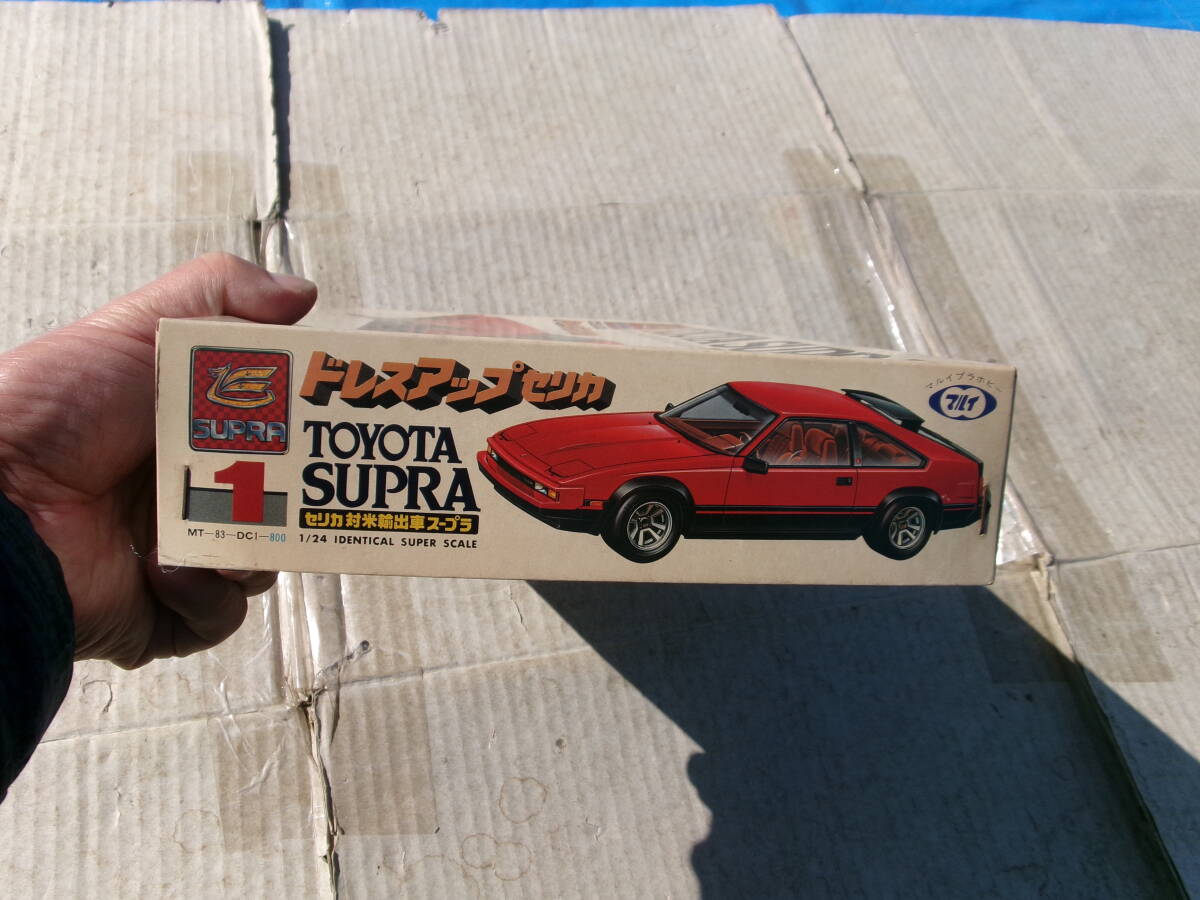 SUPRA
1
MT-83-DC1-800
ドレスアップセリカ
TOYOTA
SUPRA
セリカ対米輸出車スープラ
1/24 IDENTICAL SUPER SCALE
マルイプラホビー
マルイ